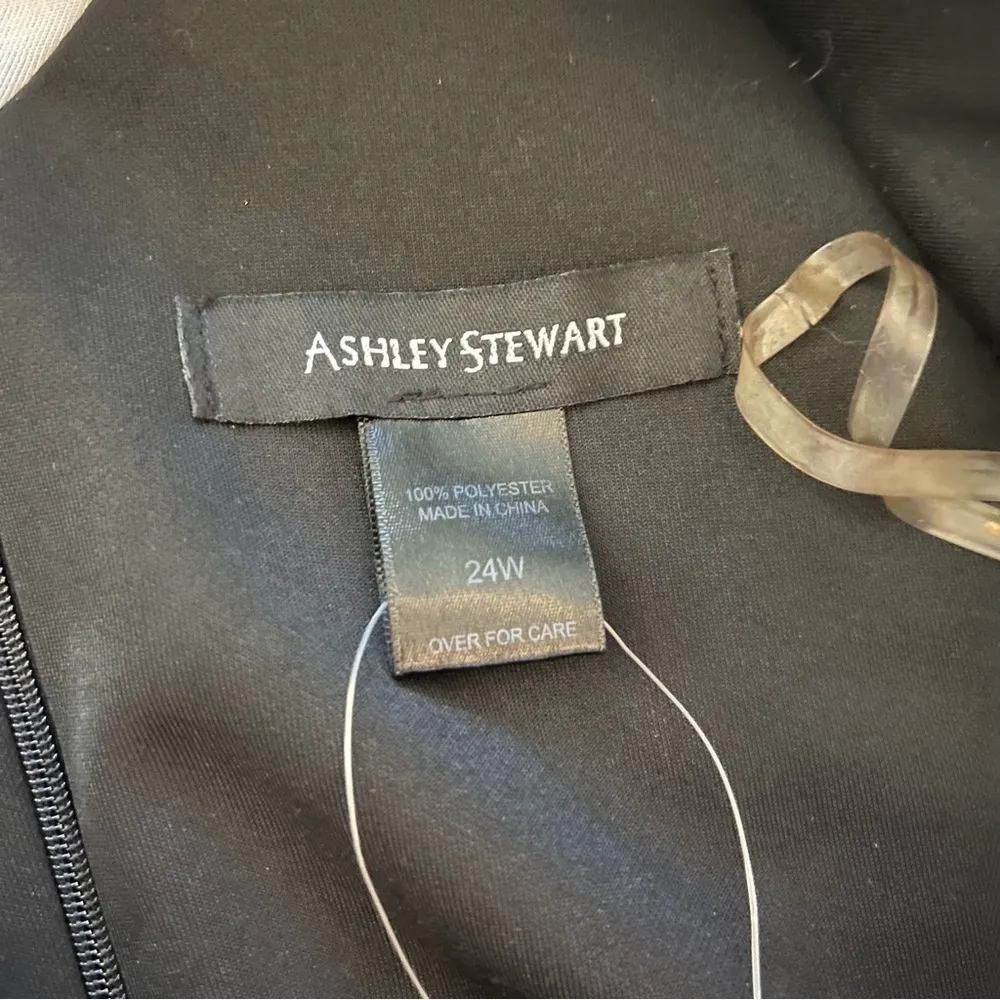 ASHLEY STEWART
100% POLYESTER
MADE IN CHINA
24W
OVER FOR CARE